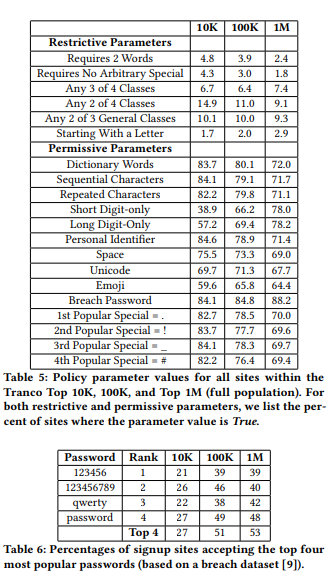 10K 100K 1M
Restrictive Parameters
Requires 2 Words 4.8 3.9 2.4
Requires No Arbitrary Special 4.3 3.0 1.8
Any 3 of 4 Classes 6.7 6.4 7.4
Any 2 of 4 Classes 14.9 11.0 9.1
Any 2 of 3 General Classes 10.1 10.0 9.3
Starting With a Letter 1.7 2.0 2.9
Permissive Parameters
Dictionary Words 83.7 80.1 72.0
Sequential Characters 84.1 79.1 71.7
Repeated Characters 82.2 79.8 71.1
Short Digit-only 38.9 66.2 78.0
Long Digit-only 57.2 69.4 78.2
Personal Identifier 84.6 78.9 71.4
Space 75.5 73.3 69.0
Unicode 69.7 71.3 67.7
Emoji 59.6 65.8 64.4
Breach Password 84.1 84.8 88.2
1st Popular Special = . 82.7 78.5 70.0
2nd Popular Special = ! 83.7 77.7 69.6
3rd Popular Special = _ 84.1 78.3 69.7
4th Popular Special = # 82.2 76.4 69.4
Table 5: Policy parameter values for all sites within the
Tranco Top 10K, 100K, and Top 1M (full population). For
both restrictive and permissive parameters, we list the per-
cent of sites where the parameter value is True.
Password Rank 10K 100K 1M
123456 1 21 39 39
123456789 2 26 46 40
qwerty 3 22 38 42
password 4 27 49 48
Top 4 27 51 53
Table 6: Percentages of signup sites accepting the top four
most popular passwords (based on a breach dataset [9]).